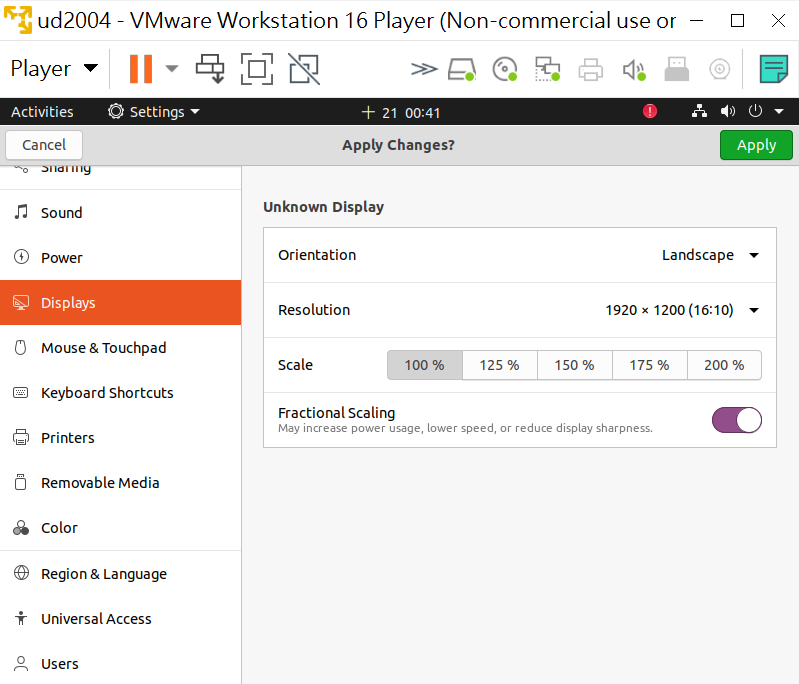 ud2004 - VMware Workstation 16 Player (Non-commercial use or
Player
Activities Settings 十 21 00:41
Cancel Apply Changes? Apply
Sharing
Sound
Power
Displays
Mouse & Touchpad
Keyboard Shortcuts
Printers
Removable Media
Color
Region & Language
Universal Access
Users
Unknown Display
Orientation Landscape
Resolution 1920 × 1200 (16:10)
Scale 100 % 125 % 150 % 175 % 200 %
Fractional Scaling
May increase power usage, lower speed, or reduce display sharpness.